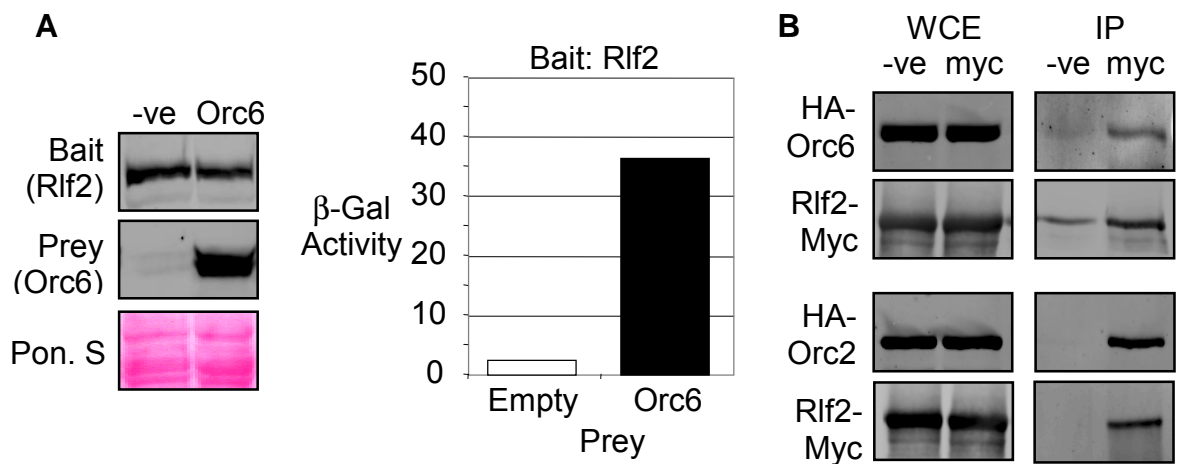 A
-ve Orc6
Bait
(Rlf2)
Prey
(Orc6)
Pon. S
Bait: Rlf2
50
40
30
20
10
0
β-Gal
Activity
Empty Orc6
Prey
B
WCE IP
-ve myc -ve myc
HA-
Orc6
Rlf2-
Myc
HA-
Orc2
Rlf2-
Myc